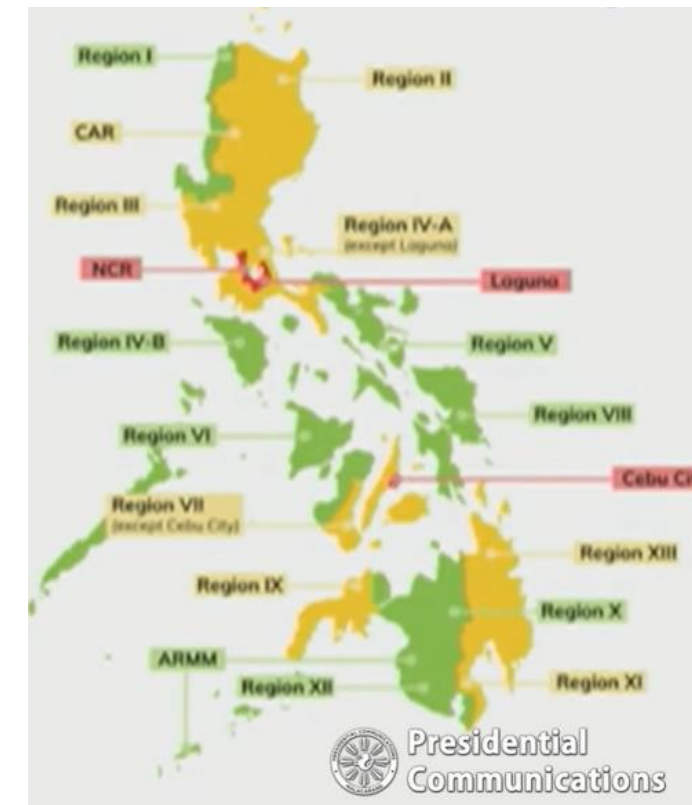 Region I
Region II
CAR
Region III
Region IV-A
(except Laguna)
NCR
Laguna
Region IV-B
Region V
Region VIII
Region VI
Cebu Ci
Region VII
(except Cebu City)
Region XIII
Region IX
Region X
ARMM
Region XII
Region XI
Presidential
Communications